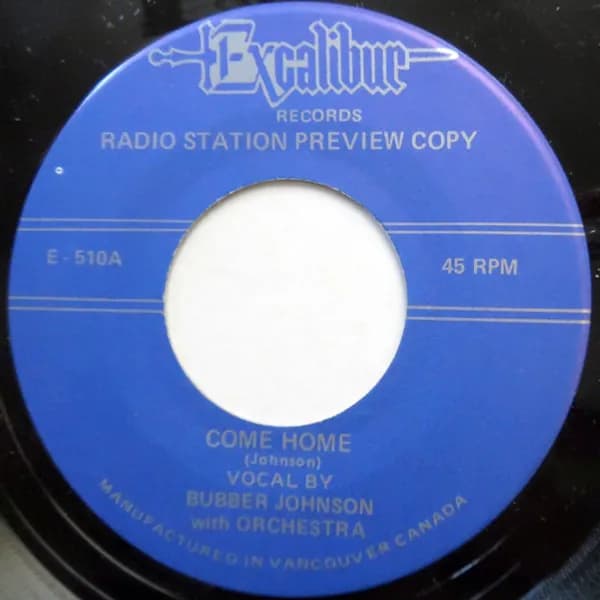 Excalibur
RECORDS
RADIO STATION PREVIEW COPY
E - 510A
45 RPM
COME HOME
(Johnson)
VOCAL BY
BUBBER JOHNSON
with ORCHESTRA
MANUFACTURED IN VANCOUVER CANADA